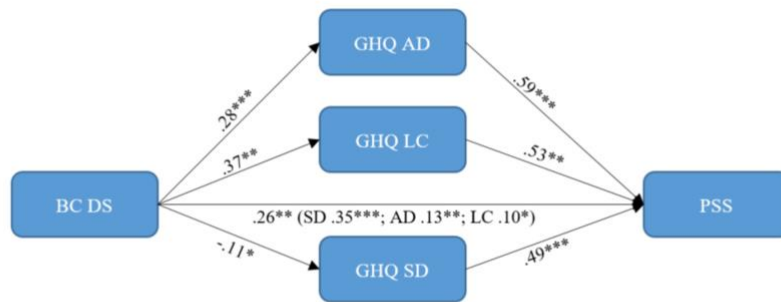 GHQ AD
.28***
.59***
GHQ LC
.37**
.53**
BC DS
PSS
.26** (SD .35***; AD .13**; LC .10*)
-.11*
.49***
GHQ SD